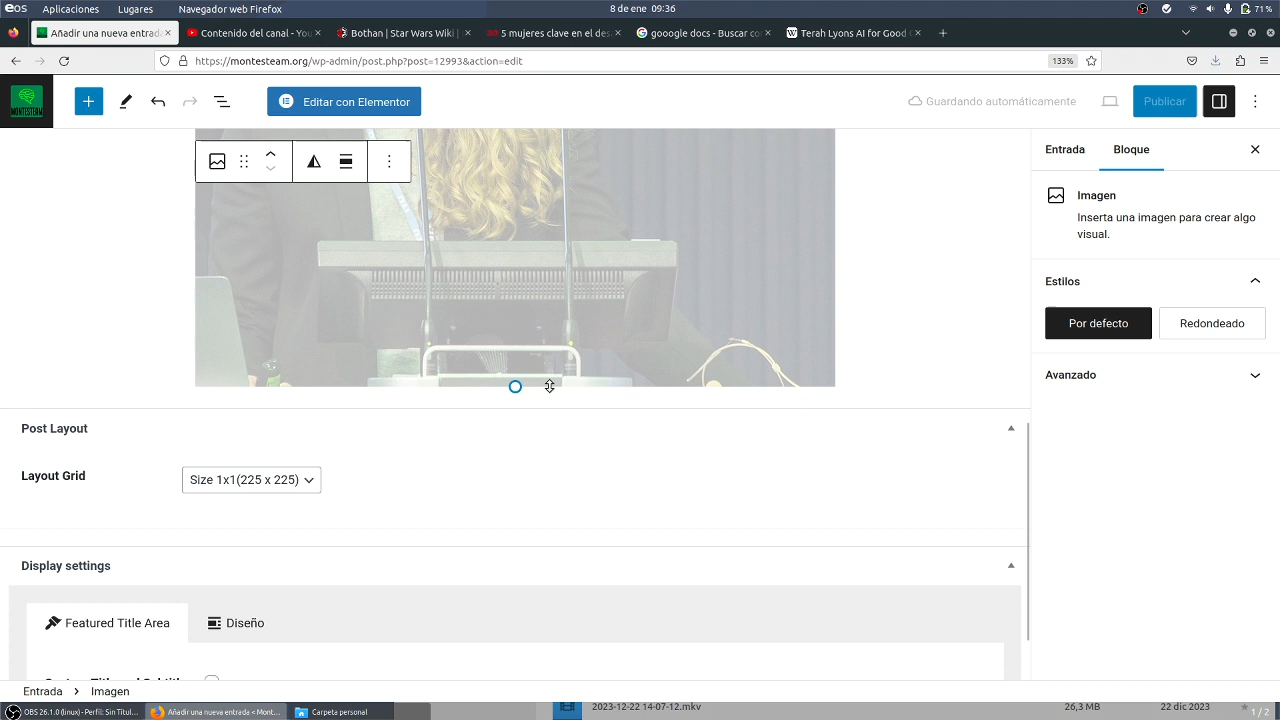 eOS Aplicaciones Lugares Navegador web Firefox 8 de ene 09:36 71%
Añadir una nueva entrad
Contenido del canal - You
Bothan | Star Wars Wiki |
5 mujeres clave en el des
gooogle docs - Buscar co
Terah Lyons AI for Good
https://montesteam.org/wp-admin/post.php?post=12993&action=edit 133%
MONTESTEAM
Editar con Elementor
Guardando automáticamente
Publicar
Entrada
Bloque
Imagen
Inserta una imagen para crear algo
visual.
Estilos
Por defecto
Redondeado
Avanzado
Post Layout
Layout Grid
Size 1x1(225 x 225)
Display settings
Featured Title Area
Diseño
Entrada
Imagen
OBS 26.1.0 (linux) - Perfil: Sin Titul...
Añadir una nueva entrada < Mont...
Carpeta personal
2023-12-22 14-07-12.mkv 26,3 MB 22 dic 2023
1 / 2